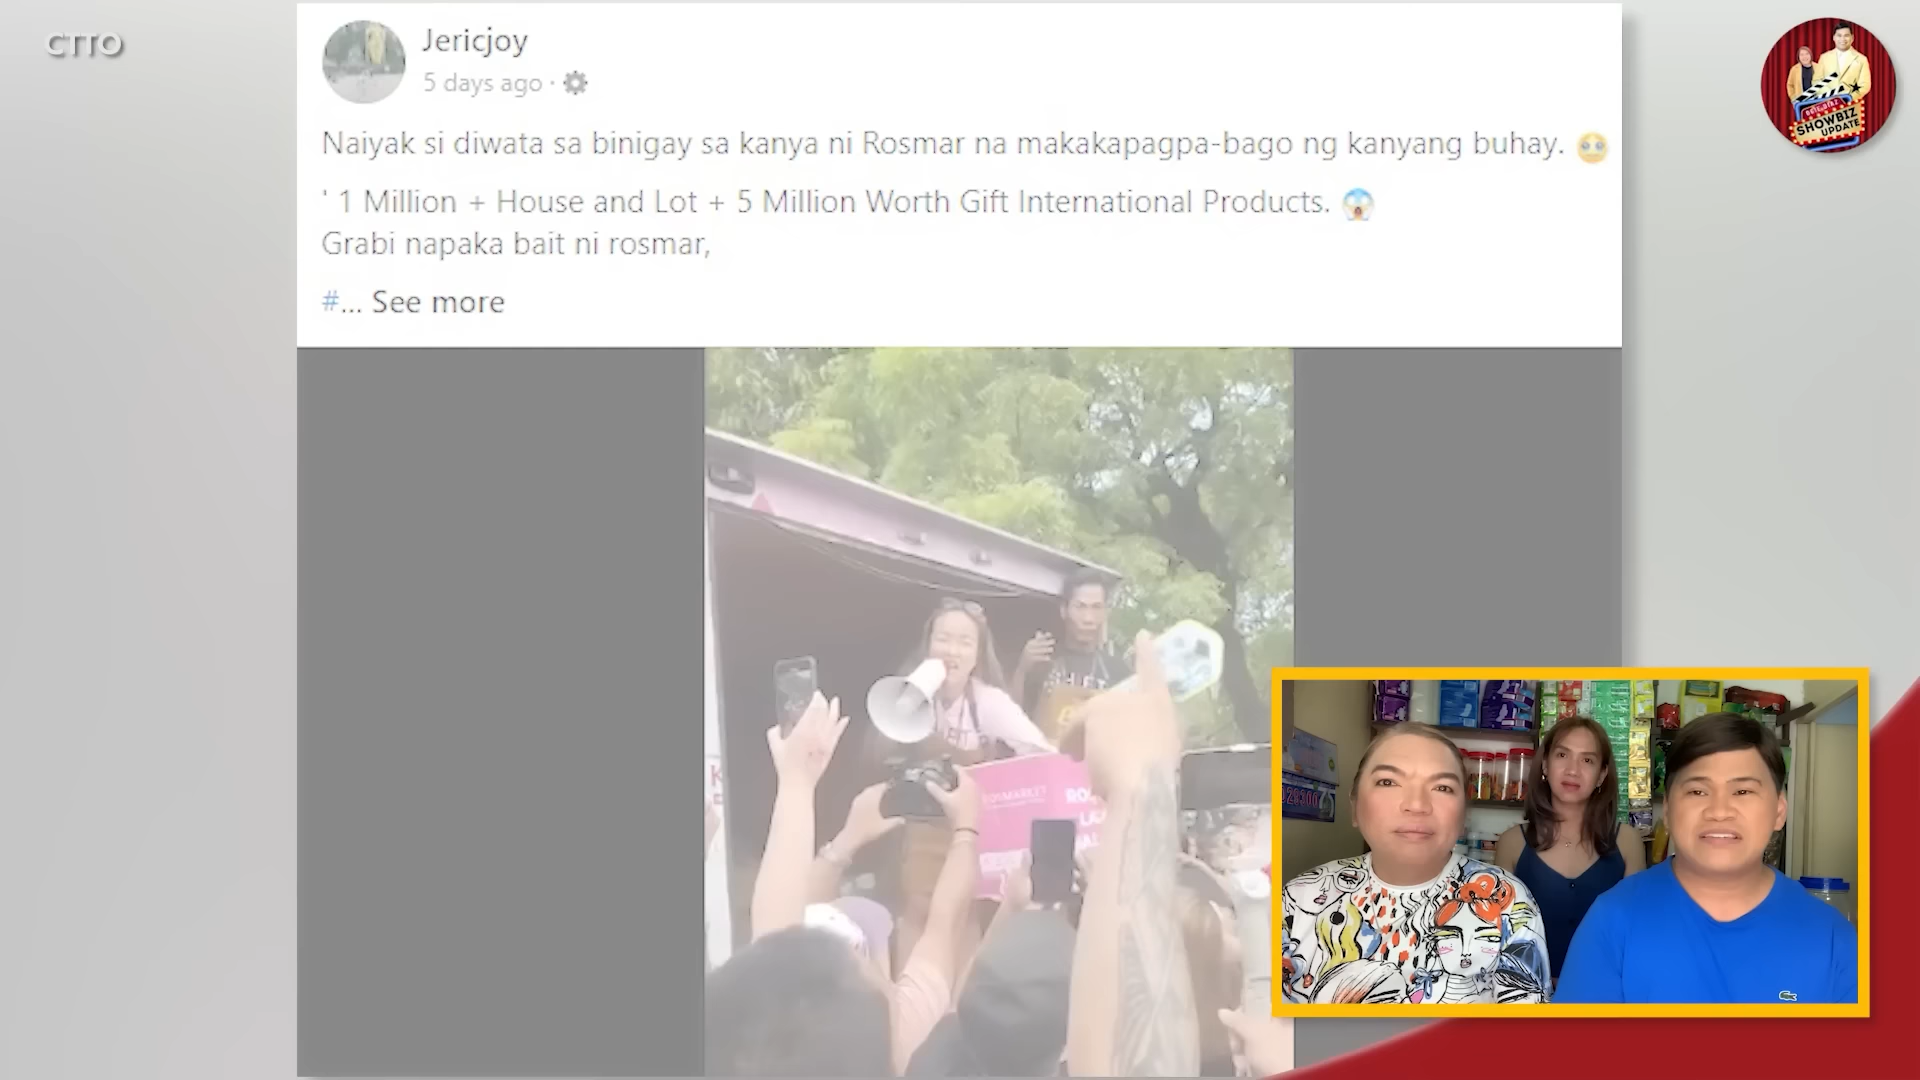 CTTO
Jericjoy
5 days ago ·
Naiyak si diwata sa binigay sa kanya ni Rosmar na makakapagpa-bago ng kanyang buhay. 😳
' 1 Million + House and Lot + 5 Million Worth Gift International Products. 😱
Grabi napaka bait ni rosmar,
#... See more
SHOWBIZ
UPDATE
ROSMARKET